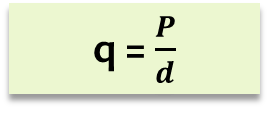 q = P/d